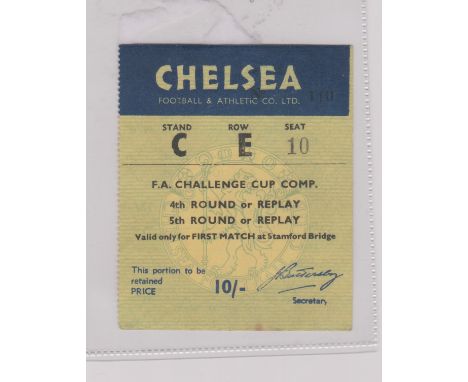 CHELSEA
FOOTBALL & ATHLETIC CO. LTD.
STAND ROW SEAT
C E 10
F.A. CHALLENGE CUP COMP.
4th ROUND or REPLAY
5th ROUND or REPLAY
Valid only for FIRST MATCH at Stamford Bridge
This portion to be
retained
PRICE 10/-
Secretary